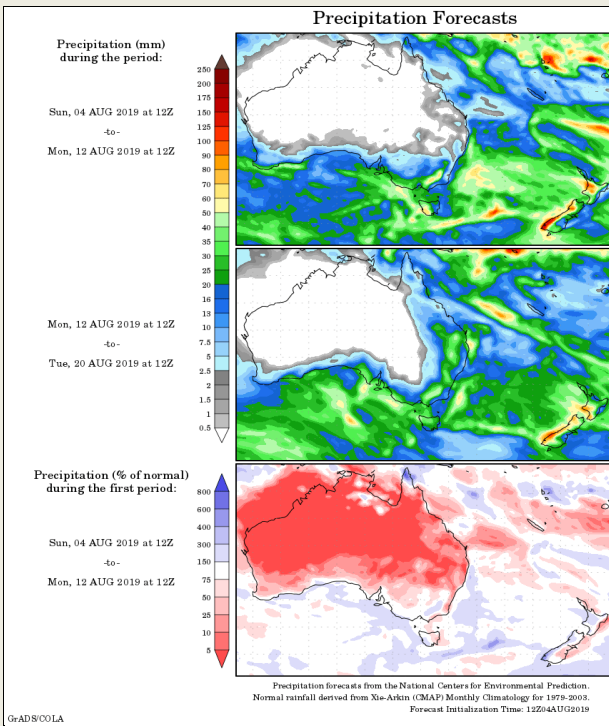 Precipitation Forecasts
Precipitation (mm)
during the period:
Sun, 04 AUG 2019 at 12Z
-to-
Mon, 12 AUG 2019 at 12Z
250
200
175
150
125
100
90
80
70
60
50
40
35
30
25
20
16
13
10
7.5
5
2.5
2
1.5
1
0.5
Mon, 12 AUG 2019 at 12Z
-to-
Tue, 20 AUG 2019 at 12Z
Precipitation (% of normal)
during the first period:
Sun, 04 AUG 2019 at 12Z
-to-
Mon, 12 AUG 2019 at 12Z
800
600
400
300
150
75
50
25
10
5
Precipitation forecasts from the National Centers for Environmental Prediction.
Normal rainfall derived from Xie-Arkin (CMAP) Monthly Climatology for 1979-2003.
Forecast Initialization Time: 12Z04AUG2019
GrADS/COLA